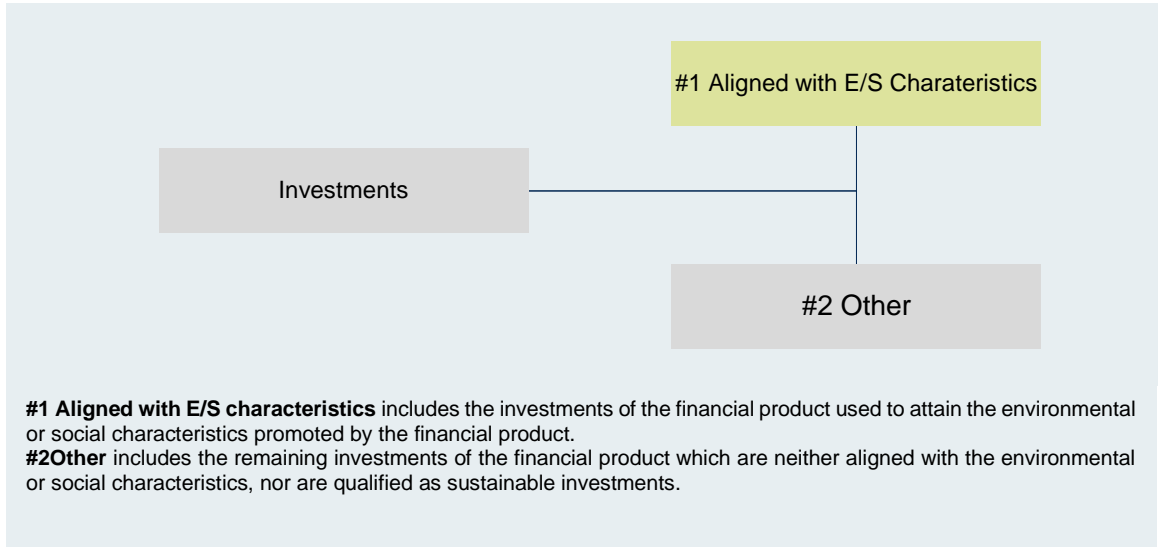 #1 Aligned with E/S Charateristics
Investments
#2 Other
#1 Aligned with E/S characteristics includes the investments of the financial product used to attain the environmental
or social characteristics promoted by the financial product.
#2Other includes the remaining investments of the financial product which are neither aligned with the environmental
or social characteristics, nor are qualified as sustainable investments.